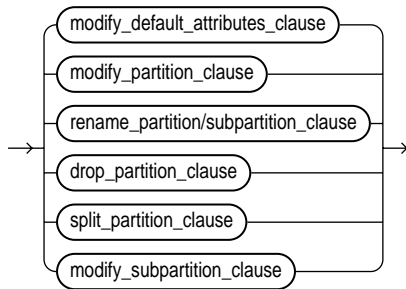 modify_default_attributes_clause
modify_partition_clause
rename_partition/subpartition_clause
drop_partition_clause
split_partition_clause
modify_subpartition_clause